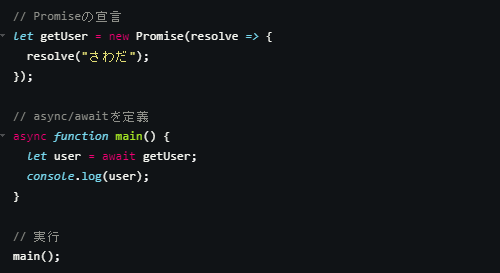 // Promiseの宣言
let getUser = new Promise(resolve => {
  resolve("さわだ");
});

// async/awaitを定義
async function main() {
  let user = await getUser;
  console.log(user);
}

// 実行
main();